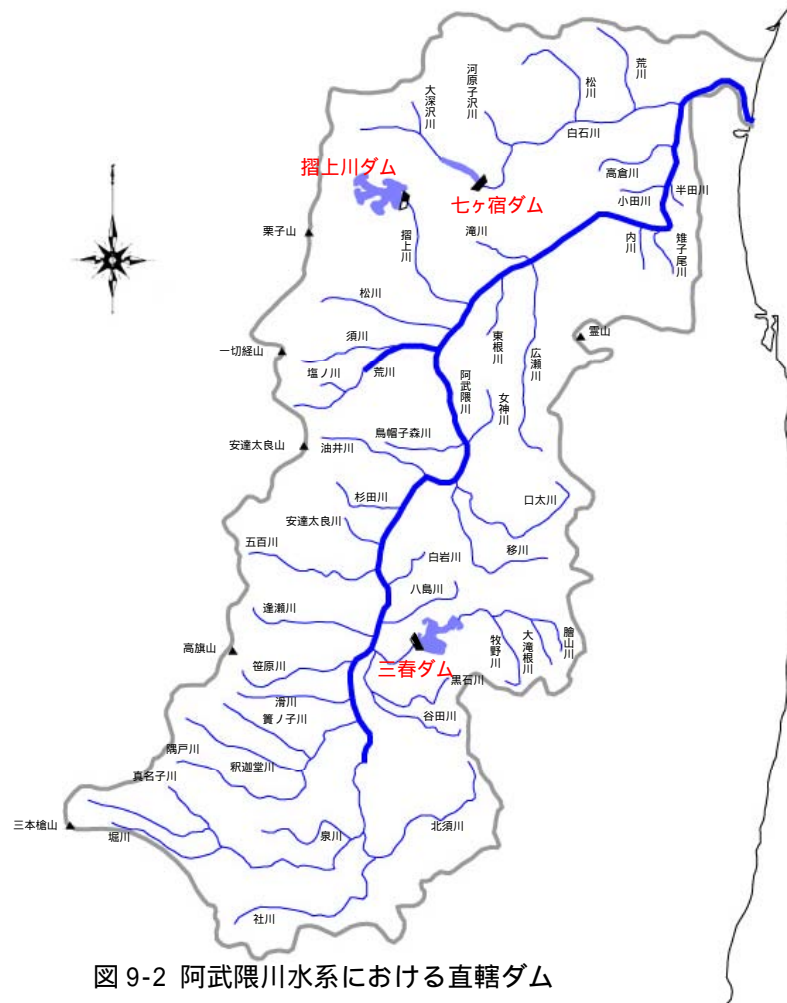 荒川
松川
河原子沢川
大深沢川
白石川
摺上川ダム
七ヶ宿ダム
高倉川
半田川
小田川
栗子山
摺上川
滝川
内川
雉子尾川
松川
須川
一切経山
塩ノ川
荒川
東根川
広瀬川
霊山
阿武隈川
女神川
烏帽子森川
安達太良山
油井川
杉田川
口太川
安達太良川
五百川
白岩川
移川
八島川
逢瀬川
高旗山
三春ダム
牧野川
大滝根川
膾山川
笹原川
黒石川
滑川
谷田川
簀ノ子川
隈戸川
釈迦堂川
真名子川
三本槍山
堀川
泉川
北須川
社川
図 9-2 阿武隈川水系における直轄ダム